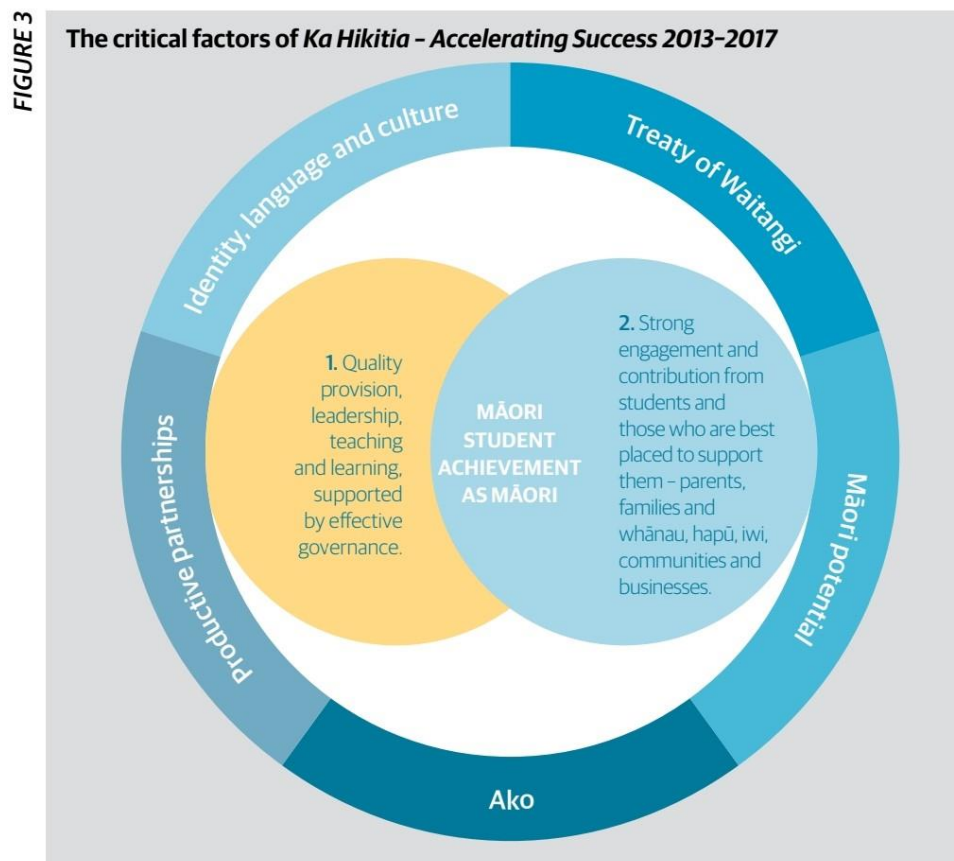 FIGURE 3
The critical factors of Ka Hikitia – Accelerating Success 2013–2017
Identity, language and culture
Treaty of Waitangi
Productive partnerships
1. Quality
provision,
leadership,
teaching
and learning,
supported
by effective
governance.
MĀORI
STUDENT
ACHIEVEMENT
AS MĀORI
2. Strong
engagement and
contribution from
students and
those who are best
placed to support
them – parents,
families and
whānau, hapū, iwi,
communities and
businesses.
Māori potential
Ako